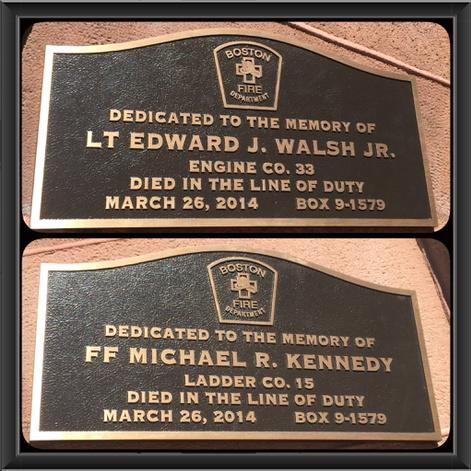 BOSTON
FIRE
DEPARTMENT
DEDICATED TO THE MEMORY OF
LT EDWARD J. WALSH JR.
ENGINE CO. 33
DIED IN THE LINE OF DUTY
MARCH 26, 2014 BOX 9-1579
BOSTON
FIRE
DEPARTMENT
DEDICATED TO THE MEMORY OF
FF MICHAEL R. KENNEDY
LADDER CO. 15
DIED IN THE LINE OF DUTY
MARCH 26, 2014 BOX 9-1579